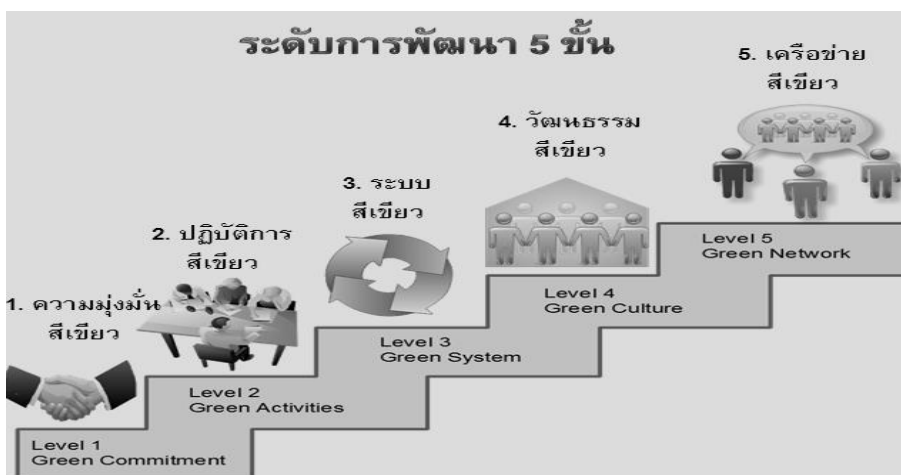 ระดับการพัฒนา 5 ขั้น
1. ความมุ่งมั่น
สีเขียว
Level 1
Green Commitment
2. ปฏิบัติการ
สีเขียว
Level 2
Green Activities
3. ระบบ
สีเขียว
Level 3
Green System
4. วัฒนธรรม
สีเขียว
Level 4
Green Culture
5. เครือข่าย
สีเขียว
Level 5
Green Network